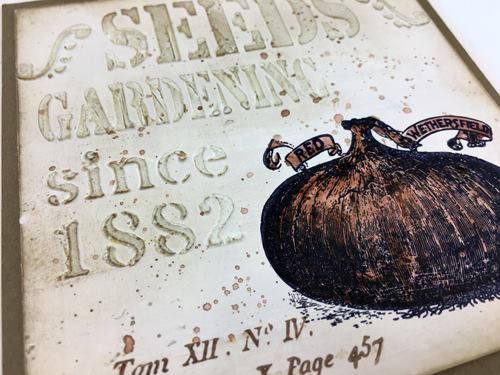 SEEDS
GARDENING
since
1882
RED WETHERSFIELD
Tom XII. No. IV.
Page 457